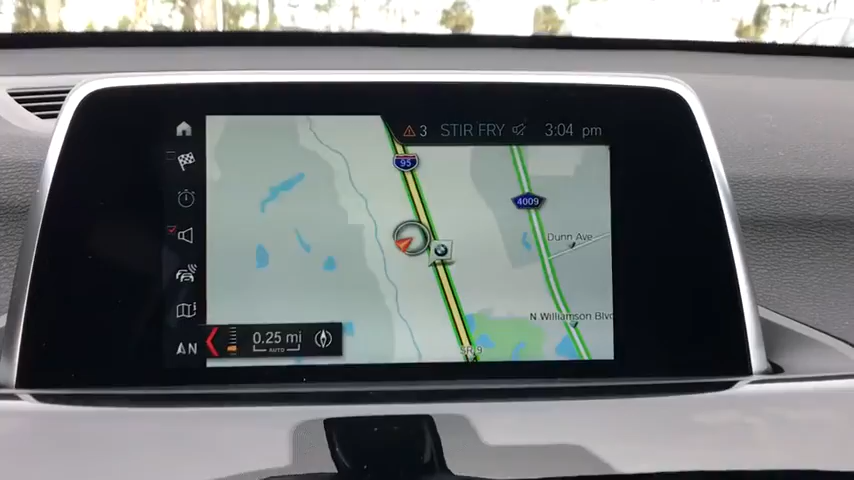 3 STIR FRY 3:04 pm
95
4009
Dunn Ave
N Williamson Blvd
SR 9
N
0.25 mi
AUTO